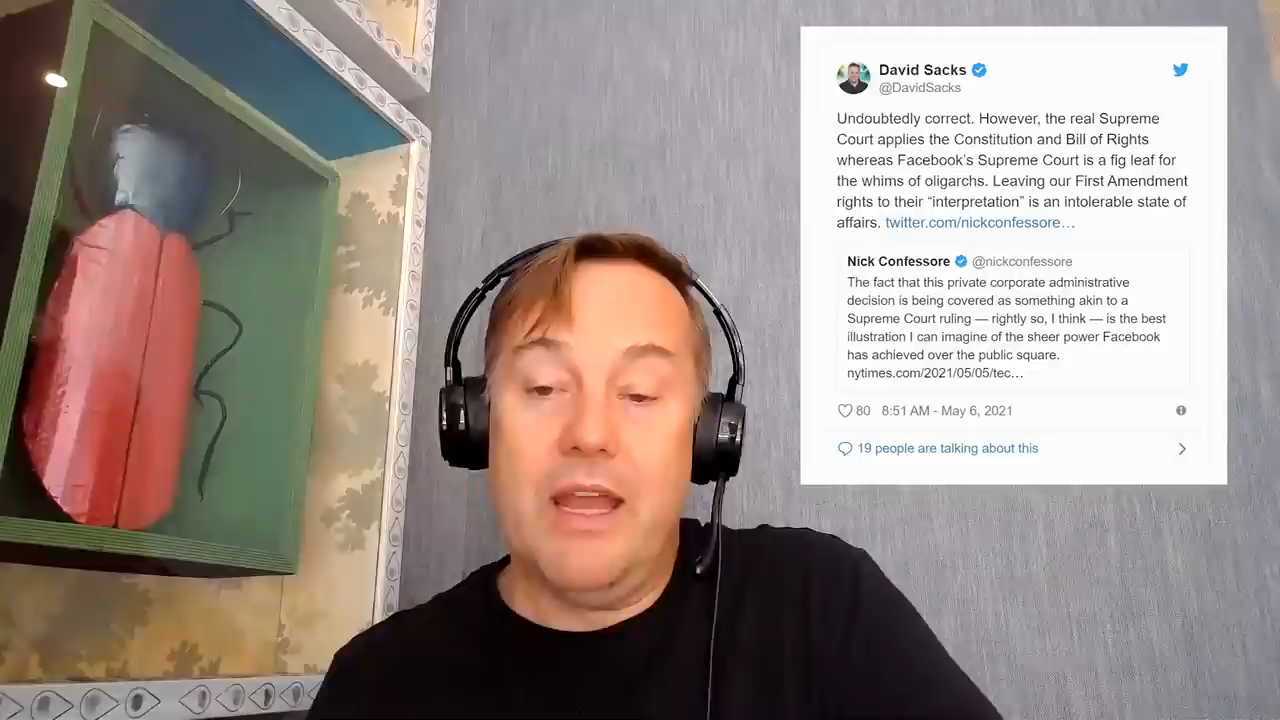 David Sacks
@DavidSacks
Undoubtedly correct. However, the real Supreme
Court applies the Constitution and Bill of Rights
whereas Facebook's Supreme Court is a fig leaf for
the whims of oligarchs. Leaving our First Amendment
rights to their “interpretation” is an intolerable state of
affairs. twitter.com/nickconfessore…
Nick Confessore @nickconfessore
The fact that this private corporate administrative
decision is being covered as something akin to a
Supreme Court ruling — rightly so, I think — is the best
illustration I can imagine of the sheer power Facebook
has achieved over the public square.
nytimes.com/2021/05/05/tec…
80 8:51 AM - May 6, 2021
19 people are talking about this